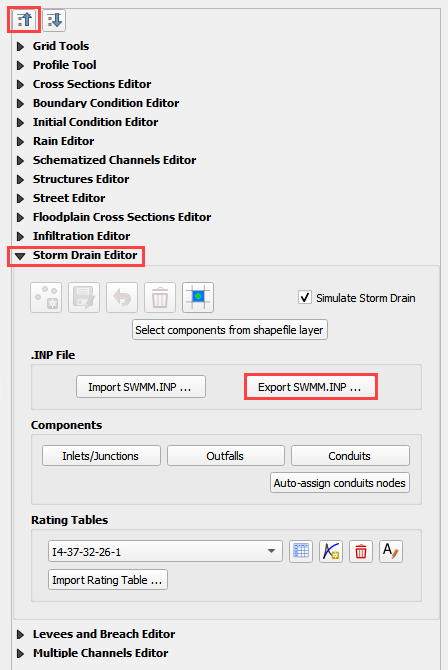 Grid Tools
Profile Tool
Cross Sections Editor
Boundary Condition Editor
Initial Condition Editor
Rain Editor
Schematized Channels Editor
Structures Editor
Street Editor
Floodplain Cross Sections Editor
Infiltration Editor
Storm Drain Editor
Simulate Storm Drain
Select components from shapefile layer
.INP File
Import SWMM.INP ... Export SWMM.INP ...
Components
Inlets/Junctions Outfalls Conduits
Auto-assign conduits nodes
Rating Tables
I4-37-32-26-1
Import Rating Table ...
Levees and Breach Editor
Multiple Channels Editor